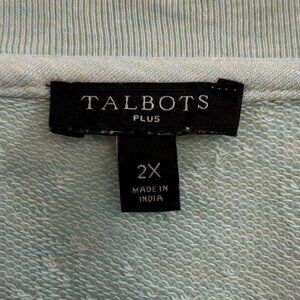 TALBOTS
PLUS
2X
MADE IN
INDIA